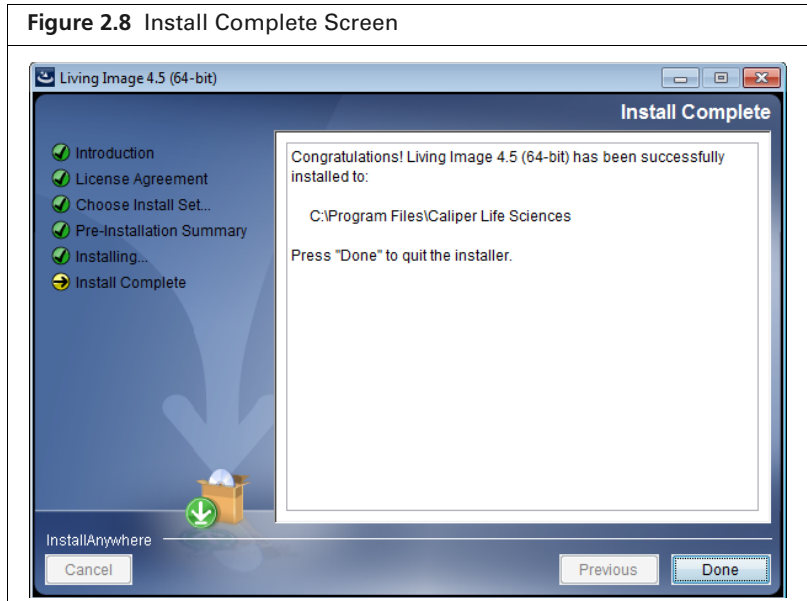 Figure 2.8 Install Complete Screen
Living Image 4.5 (64-bit)
Install Complete
Introduction
License Agreement
Choose Install Set...
Pre-Installation Summary
Installing...
Install Complete
Congratulations! Living Image 4.5 (64-bit) has been successfully
installed to:
C:\Program Files\Caliper Life Sciences
Press "Done" to quit the installer.
InstallAnywhere
Cancel
Previous
Done